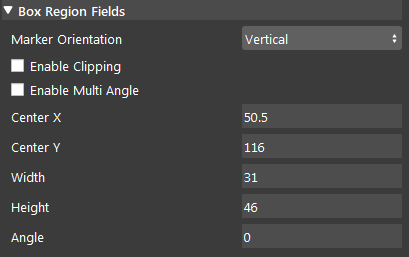 Box Region Fields
Marker Orientation Vertical
Enable Clipping
Enable Multi Angle
Center X 50.5
Center Y 116
Width 31
Height 46
Angle 0